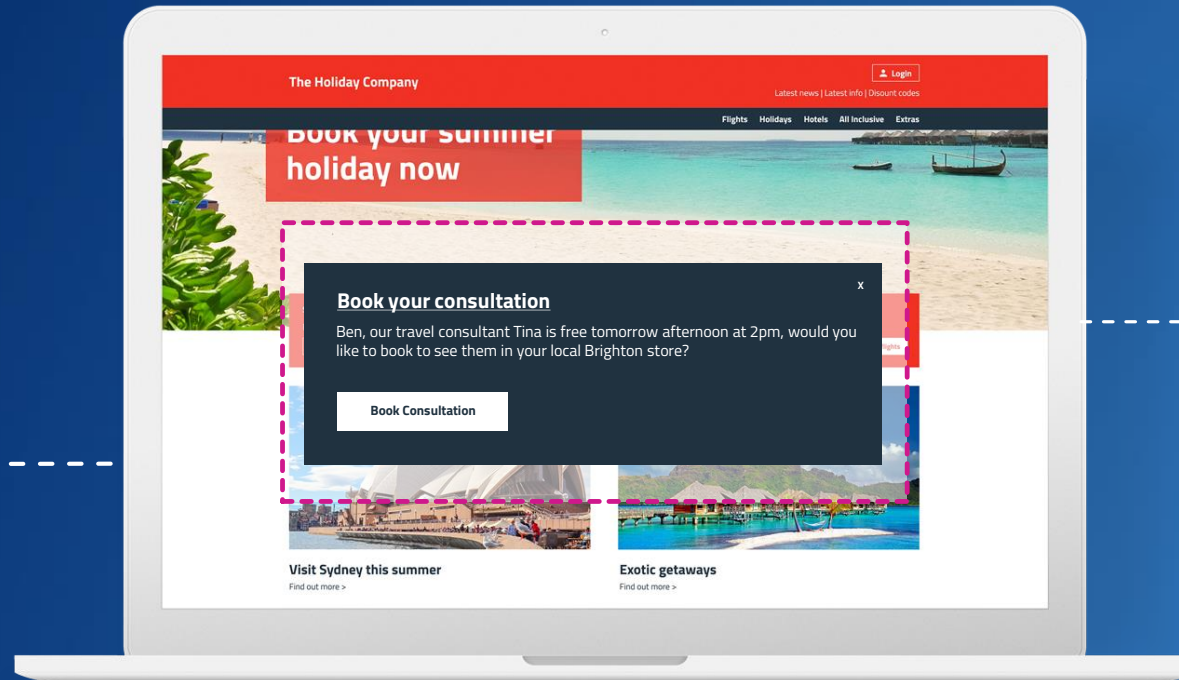 The Holiday Company
Login
Latest news | Latest info | Disount codes
Flights Holidays Hotels All Inclusive Extras
Book your summer
holiday now
x
Book your consultation
Ben, our travel consultant Tina is free tomorrow afternoon at 2pm, would you
like to book to see them in your local Brighton store?
flights
Book Consultation
Visit Sydney this summer
Find out more >
Exotic getaways
Find out more >